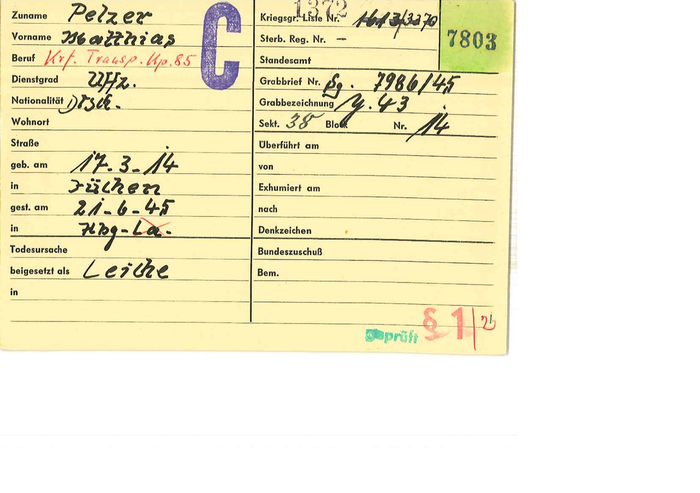 Zuname Pelzer
Vorname Matthias
Beruf Krf. Transp. Kp. 85
Dienstgrad Uffz.
Nationalität Dtsch.
Wohnort
Straße
geb. am 17-3-14
in Jüchen
gest. am 21-6-45
in Hbg-La-
Todesursache
beigesetzt als Leiche
in
C
1372
Kriegsgr. Liste Nr. 1613/3370
7803
Sterb. Reg. Nr. –
Standesamt
Grabbrief Nr. 7986/45
Grabbezeichnung y. 43
Sekt. 38 Block Nr. 14
Überführt am
von
Exhumiert am
nach
Denkzeichen
Bundeszuschuß
Bem.
geprüft § 1